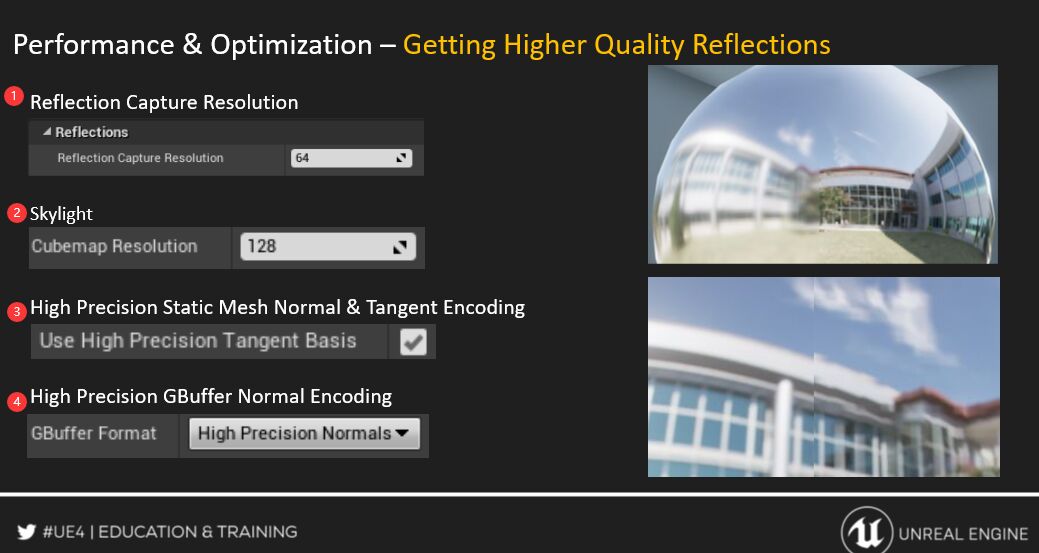 Performance & Optimization – Getting Higher Quality Reflections
1 Reflection Capture Resolution
Reflections
Reflection Capture Resolution 64
2 Skylight
Cubemap Resolution 128
3 High Precision Static Mesh Normal & Tangent Encoding
Use High Precision Tangent Basis
4 High Precision GBuffer Normal Encoding
GBuffer Format High Precision Normals
#UE4 | EDUCATION & TRAINING
UNREAL ENGINE